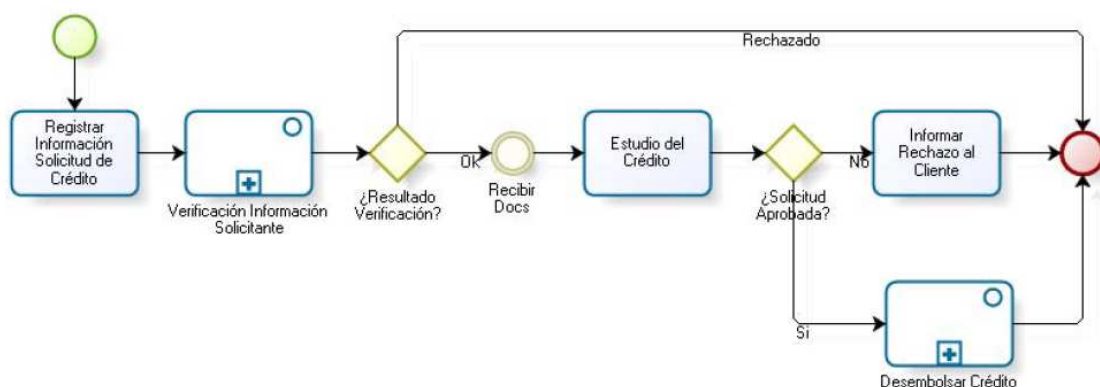 Rechazado
Registrar
Información
Solicitud de
Crédito
Verificación Información
Solicitante
¿Resultado
Verificación?
Ok
Recibir
Docs
Estudio del
Crédito
¿Solicitud
Aprobada?
No
Informar
Rechazo al
Cliente
Si
Desembolsar Crédito